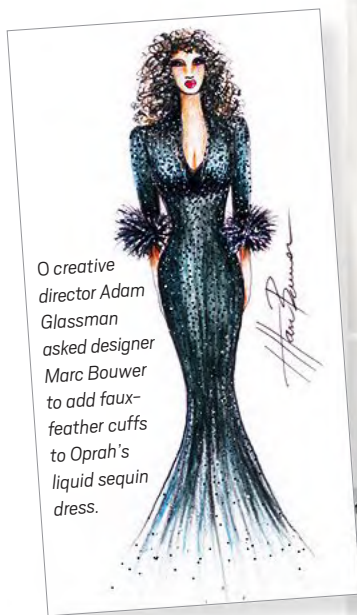 O creative
director Adam
Glassman
asked designer
Marc Bouwer
to add faux-
feather cuffs
to Oprah's
liquid sequin
dress.